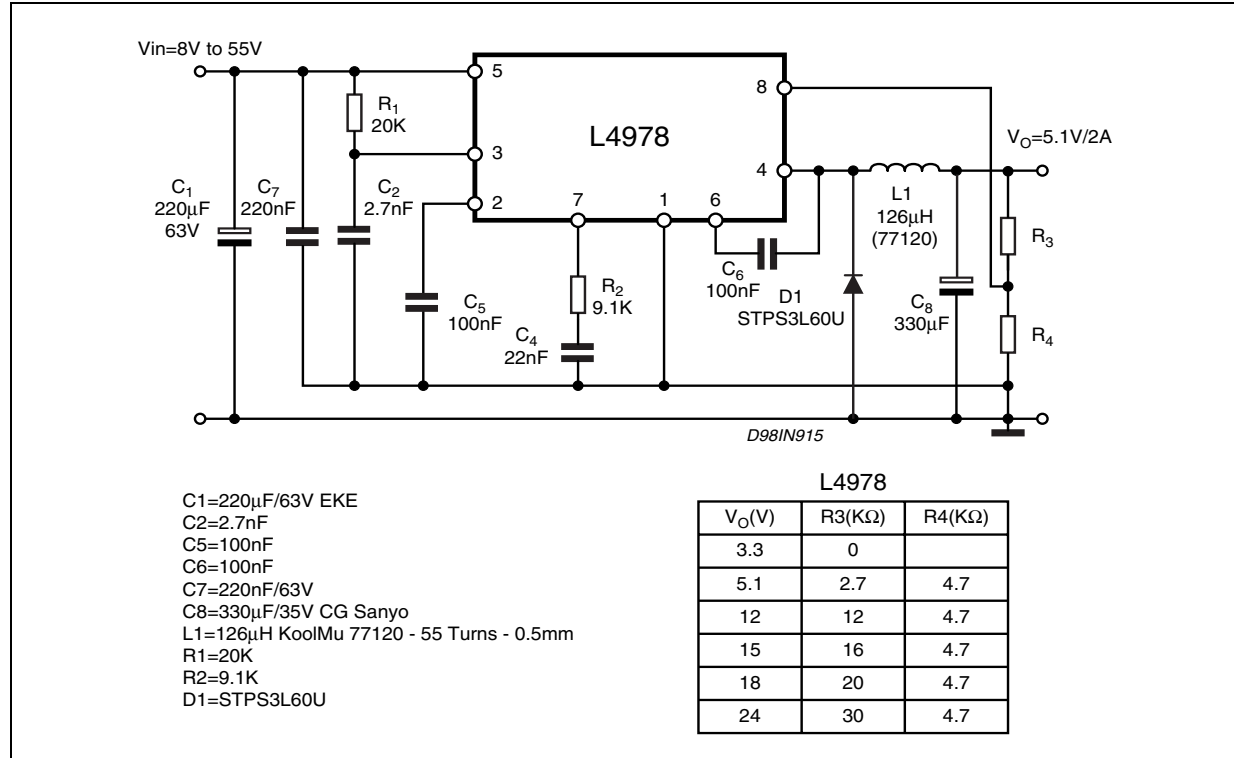 Vin=8V to 55V
5
8
R1
20K
L4978
VO=5.1V/2A
3
4
C1
220μF
63V
C7
220nF
C2
2.7nF
2
7
1
6
L1
126μH
(77120)
R3
C6
100nF
R2
9.1K
D1
STPS3L60U
C5
100nF
C8
330μF
R4
C4
22nF
D98IN915
C1=220μF/63V EKE
C2=2.7nF
C5=100nF
C6=100nF
C7=220nF/63V
C8=330μF/35V CG Sanyo
L1=126μH KoolMu 77120 - 55 Turns - 0.5mm
R1=20K
R2=9.1K
D1=STPS3L60U
L4978
VO(V) R3(KΩ) R4(KΩ)
3.3 0
5.1 2.7 4.7
12 12 4.7
15 16 4.7
18 20 4.7
24 30 4.7